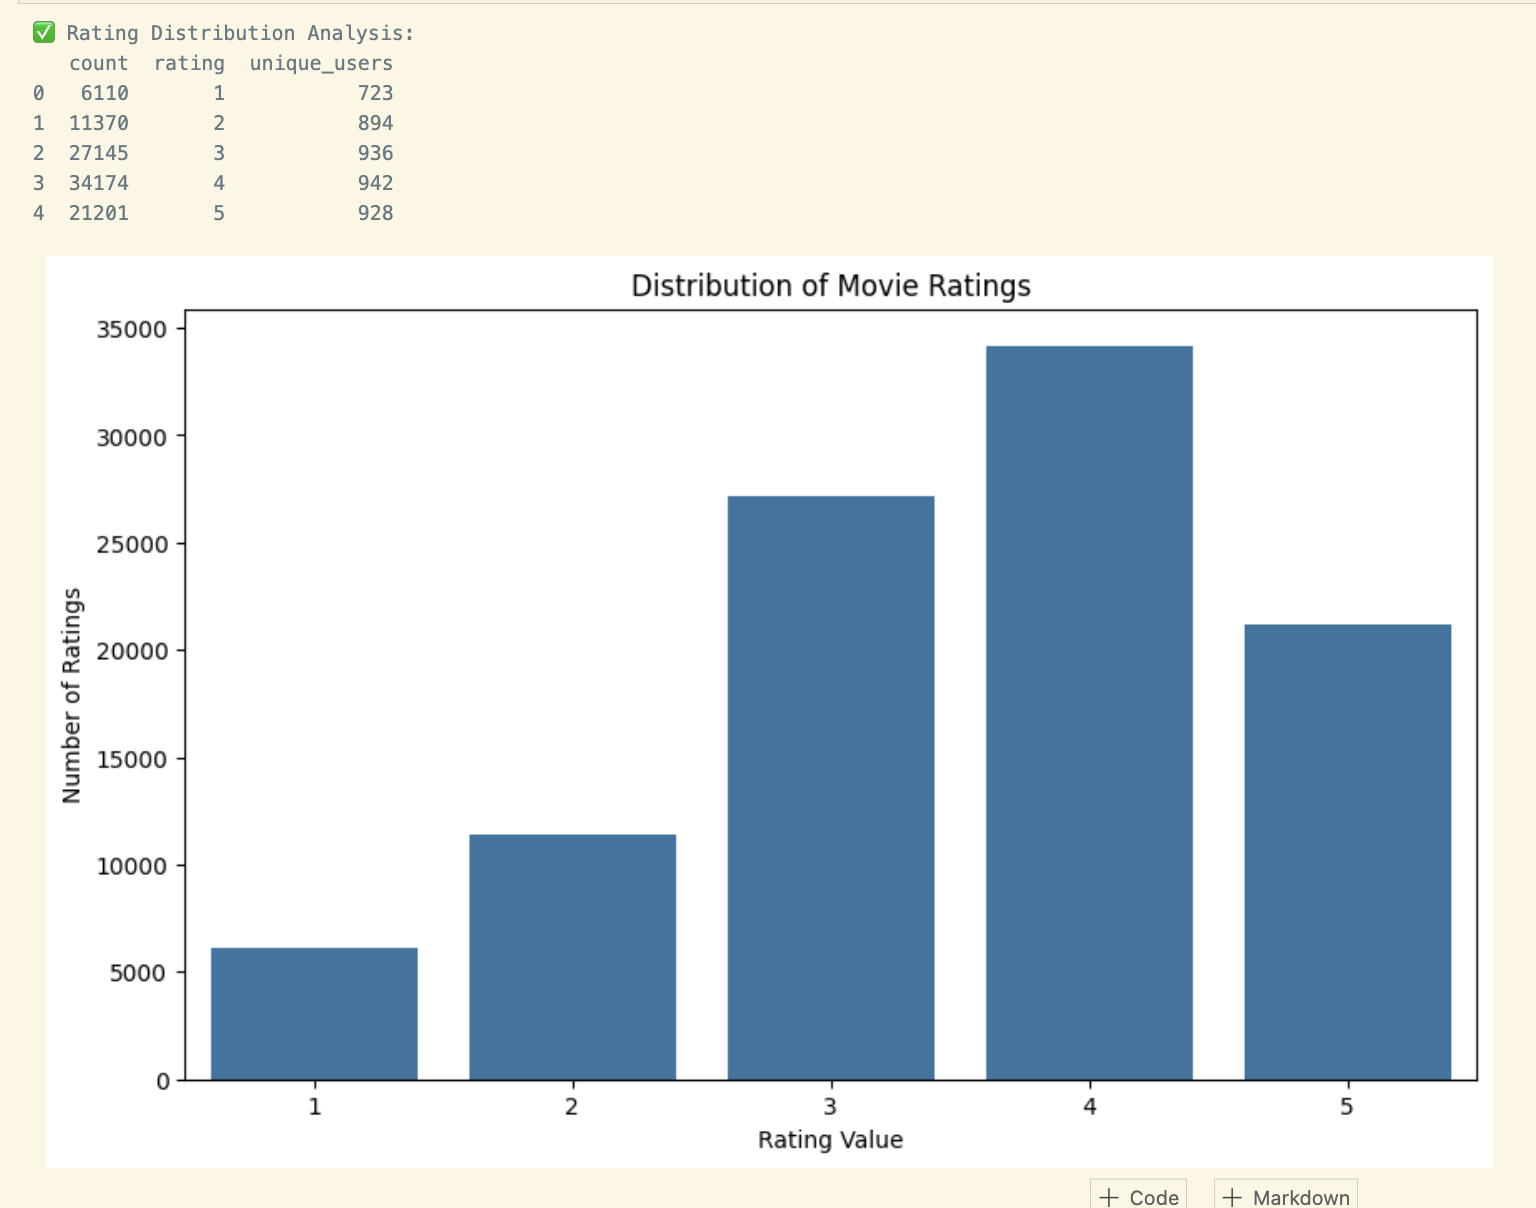 ✅ Rating Distribution Analysis:
count rating unique_users
0 6110 1 723
1 11370 2 894
2 27145 3 936
3 34174 4 942
4 21201 5 928
Distribution of Movie Ratings
35000
30000
25000
20000
15000
10000
5000
0
Number of Ratings
1 2 3 4 5
Rating Value
+ Code + Markdown